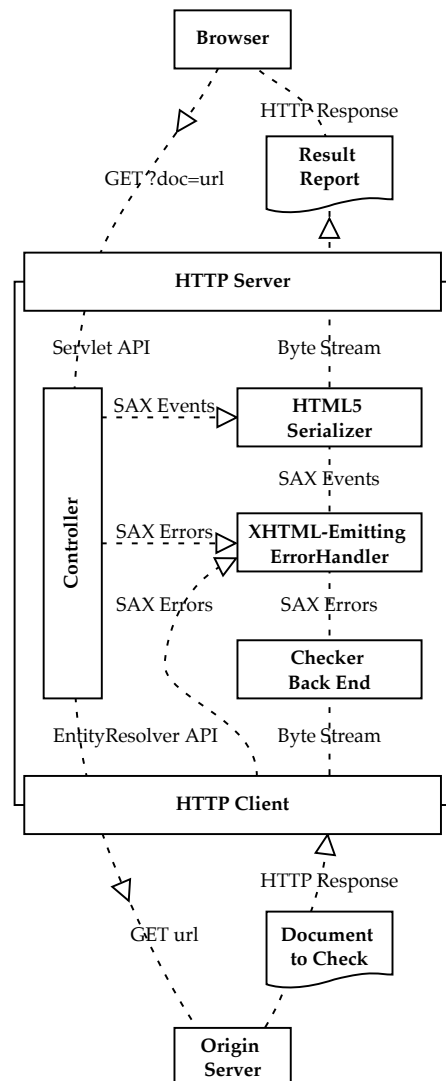 Browser
HTTP Response
Result
Report
GET ?doc=url
HTTP Server
Servlet API
Byte Stream
SAX Events
HTML5
Serializer
SAX Events
Controller
SAX Errors
XHTML-Emitting
ErrorHandler
SAX Errors
SAX Errors
Checker
Back End
EntityResolver API
Byte Stream
HTTP Client
HTTP Response
GET url
Document
to Check
Origin
Server